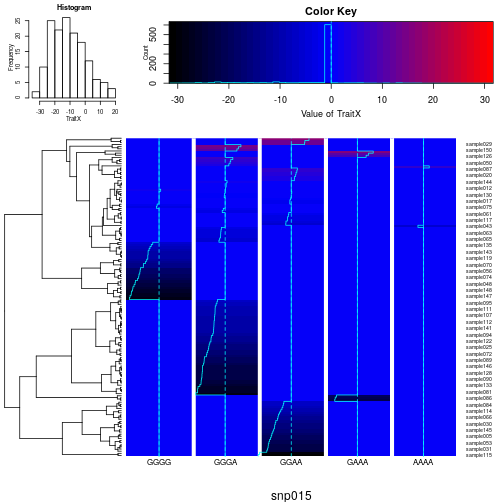 Histogram
Frequency
0 5 10 15 20 25
-30 -20 -10 0 10 20
TraitX
Color Key
Count
0 200 500
-30 -20 -10 0 10 20 30
Value of TraitX
sample029
sample150
sample126
sample050
sample087
sample020
sample144
sample012
sample130
sample017
sample075
sample061
sample117
sample043
sample063
sample065
sample135
sample143
sample119
sample070
sample056
sample074
sample048
sample148
sample147
sample095
sample111
sample107
sample112
sample141
sample094
sample122
sample025
sample072
sample089
sample146
sample128
sample090
sample133
sample081
sample086
sample084
sample114
sample066
sample030
sample145
sample005
sample053
sample031
sample115
GGGG GGGA GGAA GAAA AAAA
snp015